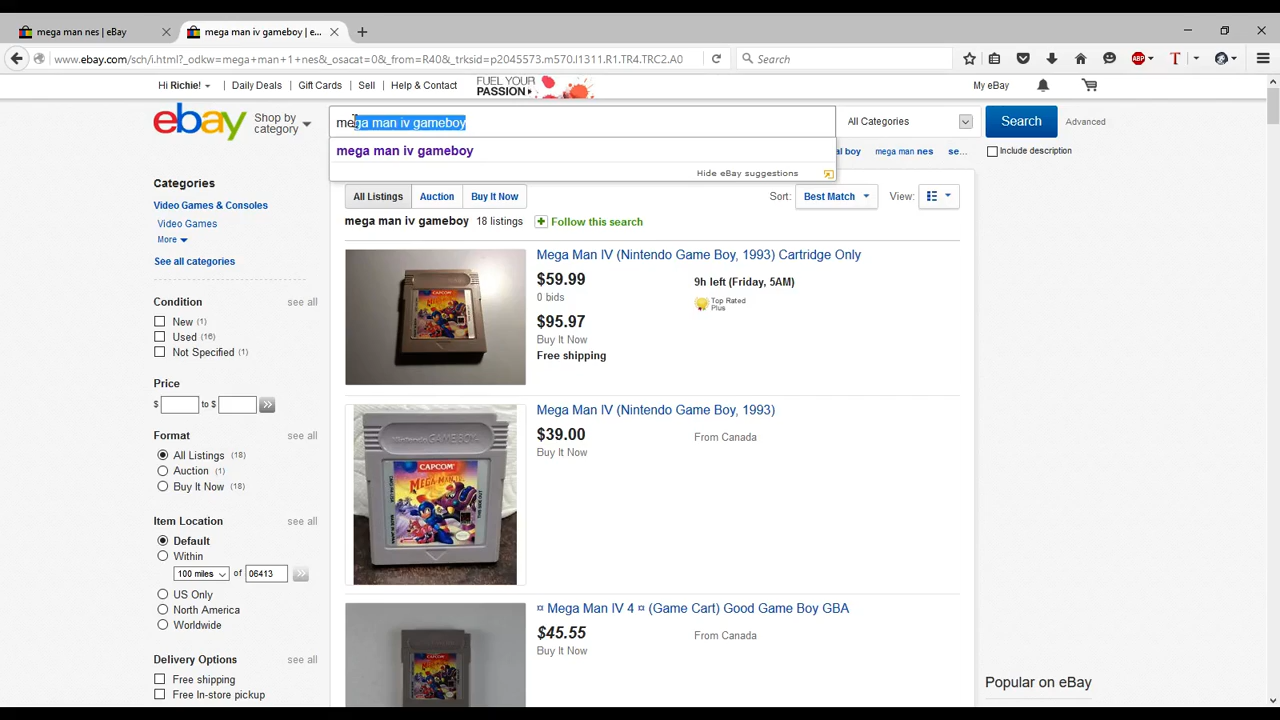 mega man nes | eBay
mega man iv gameboy | e...
www.ebay.com/sch/i.html?_odkw=mega+man+1+nes&_osacat=0&_from=R40&_trksid=p2045573.m570.l1311.R1.TR4.TRC2.A0
Search
ABP
Hi Richie!
Daily Deals
Gift Cards
Sell
Help & Contact
FUEL YOUR
PASSION
My eBay
ebay
Shop by
category
mega man iv gameboy
All Categories
Search
Advanced
mega man iv gameboy
al boy
mega man nes
se...
Include description
Hide eBay suggestions
Categories
Video Games & Consoles
Video Games
More
See all categories
Condition
see all
New (1)
Used (16)
Not Specified (1)
Price
$ to $
Format
see all
All Listings (18)
Auction (1)
Buy It Now (18)
Item Location
see all
Default
Within
100 miles of 06413
US Only
North America
Worldwide
Delivery Options
see all
Free shipping
Free In-store pickup
All Listings
Auction
Buy It Now
Sort:
Best Match
View:
mega man iv gameboy 18 listings
Follow this search
Mega Man IV (Nintendo Game Boy, 1993) Cartridge Only
$59.99
0 bids
9h left (Friday, 5AM)
Top Rated
Plus
$95.97
Buy It Now
Free shipping
Mega Man IV (Nintendo Game Boy, 1993)
$39.00
Buy It Now
From Canada
Nintendo GAME BOY
CAPCOM
MEGA MAN IV
¤ Mega Man IV 4 ¤ (Game Cart) Good Game Boy GBA
$45.55
Buy It Now
From Canada
Popular on eBay